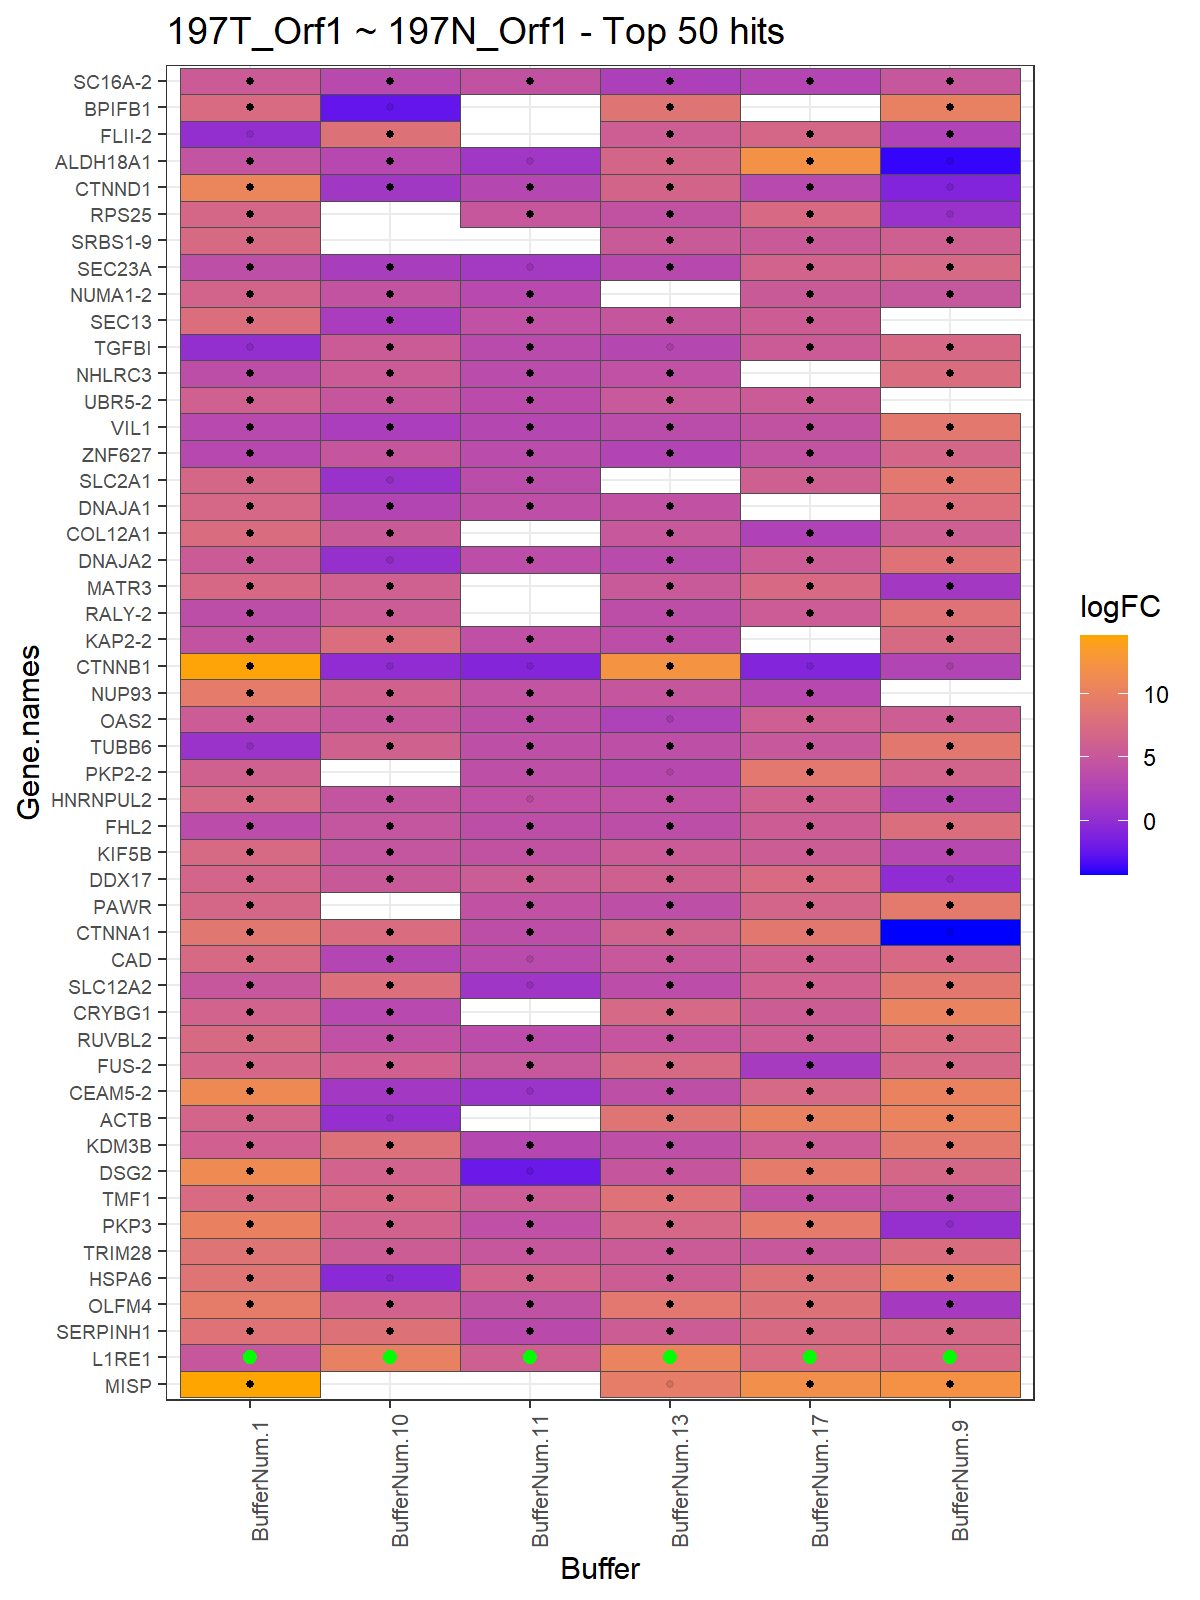 197T_Orf1 ~ 197N_Orf1 - Top 50 hits
SC16A-2
BPIFB1
FLII-2
ALDH18A1
CTNND1
RPS25
SRBS1-9
SEC23A
NUMA1-2
SEC13
TGFBI
NHLRC3
UBR5-2
VIL1
ZNF627
SLC2A1
DNAJA1
COL12A1
DNAJA2
MATR3
RALY-2
KAP2-2
CTNNB1
NUP93
OAS2
TUBB6
PKP2-2
HNRNPUL2
FHL2
KIF5B
DDX17
PAWR
CTNNA1
CAD
SLC12A2
CRYBG1
RUVBL2
FUS-2
CEAM5-2
ACTB
KDM3B
DSG2
TMF1
PKP3
TRIM28
HSPA6
OLFM4
SERPINH1
L1RE1
MISP
Gene.names
BufferNum.1
BufferNum.10
BufferNum.11
BufferNum.13
BufferNum.17
BufferNum.9
Buffer
logFC
10
5
0